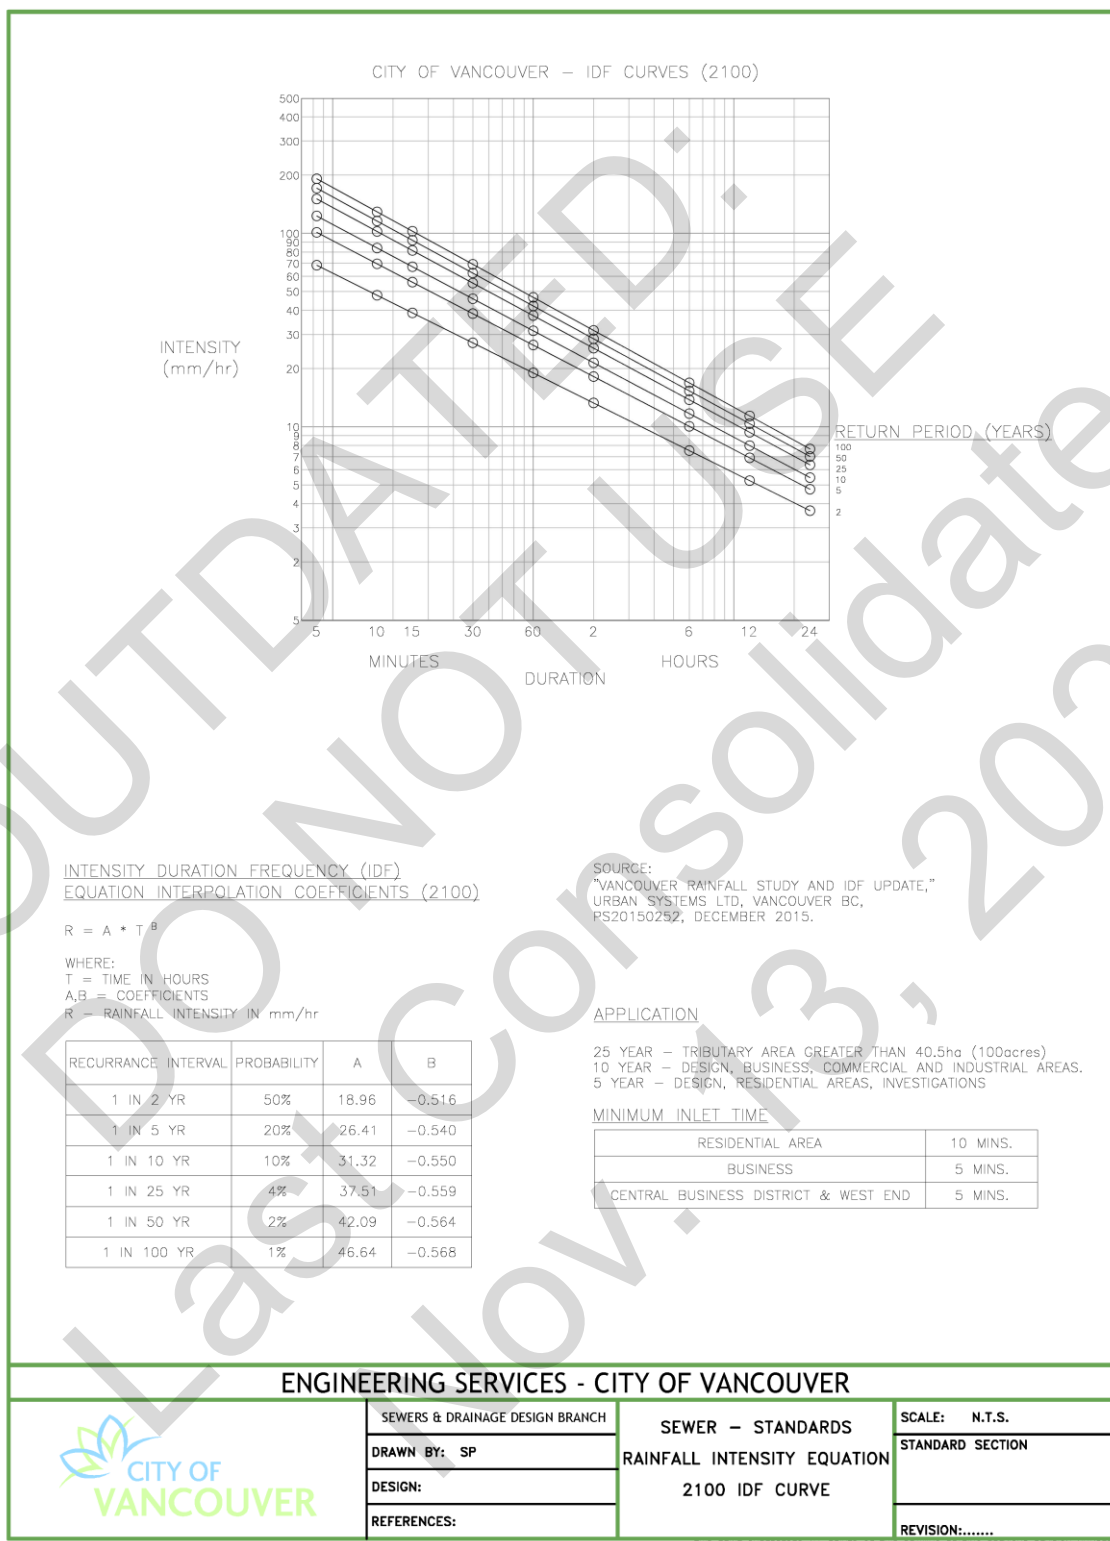 CITY OF VANCOUVER – IDF CURVES (2100)
500
400
300
200
100
90
80
70
60
50
40
30
20
10
9
8
7
6
5
4
3
2
5
INTENSITY
(mm/hr)
RETURN PERIOD (YEARS)
100
50
25
10
5
2
5 10 15 30 60 2 6 12 24
MINUTES HOURS
DURATION
INTENSITY DURATION FREQUENCY (IDF)
EQUATION INTERPOLATION COEFFICIENTS (2100)
R = A * T B
WHERE:
T = TIME IN HOURS
A,B = COEFFICIENTS
R – RAINFALL INTENSITY IN mm/hr
RECURRANCE INTERVAL PROBABILITY A B
1 IN 2 YR 50% 18.96 –0.516
1 IN 5 YR 20% 26.41 –0.540
1 IN 10 YR 10% 31.32 –0.550
1 IN 25 YR 4% 37.51 –0.559
1 IN 50 YR 2% 42.09 –0.564
1 IN 100 YR 1% 46.64 –0.568
SOURCE:
"VANCOUVER RAINFALL STUDY AND IDF UPDATE,"
URBAN SYSTEMS LTD, VANCOUVER BC,
PS20150252, DECEMBER 2015.
APPLICATION
25 YEAR – TRIBUTARY AREA GREATER THAN 40.5ha (100acres)
10 YEAR – DESIGN, BUSINESS, COMMERCIAL AND INDUSTRIAL AREAS.
5 YEAR – DESIGN, RESIDENTIAL AREAS, INVESTIGATIONS
MINIMUM INLET TIME
RESIDENTIAL AREA 10 MINS.
BUSINESS 5 MINS.
CENTRAL BUSINESS DISTRICT & WEST END 5 MINS.
OUTDATED.
DO NOT USE
Last Consolidate
Nov. 13, 202
ENGINEERING SERVICES - CITY OF VANCOUVER
CITY OF
VANCOUVER
SEWERS & DRAINAGE DESIGN BRANCH
DRAWN BY: SP
DESIGN:
REFERENCES:
SEWER – STANDARDS
RAINFALL INTENSITY EQUATION
2100 IDF CURVE
SCALE: N.T.S.
STANDARD SECTION
REVISION:.......